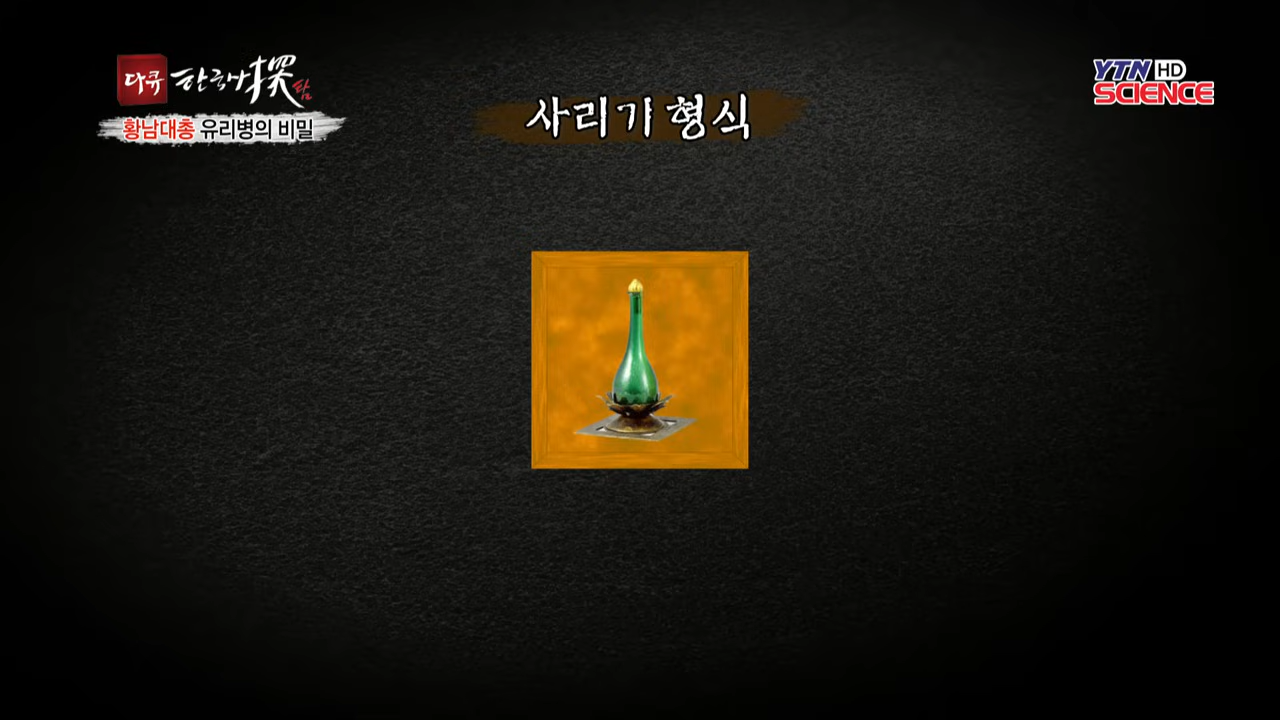 다큐 한국사 探 탐
황남대총 유리병의 비밀
사리기 형식
YTN HD
SCIENCE